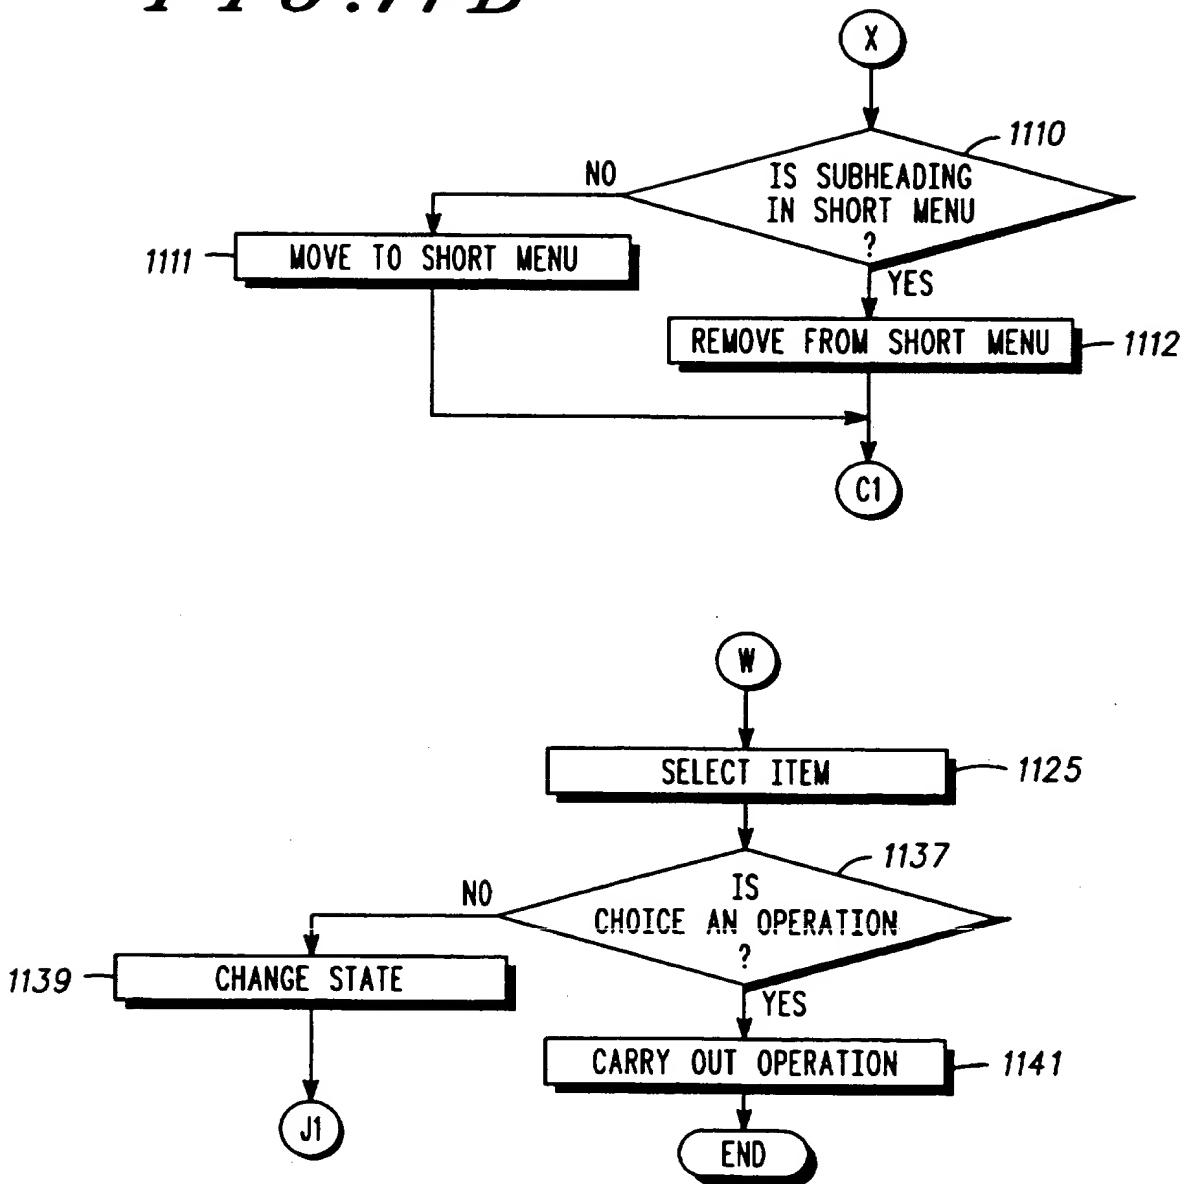 FIG.11B
X
1110
NO
IS SUBHEADING
IN SHORT MENU
?
1111
MOVE TO SHORT MENU
YES
REMOVE FROM SHORT MENU
1112
C1
W
SELECT ITEM
1125
1137
NO
IS
CHOICE AN OPERATION
?
1139
CHANGE STATE
YES
CARRY OUT OPERATION
1141
J1
END